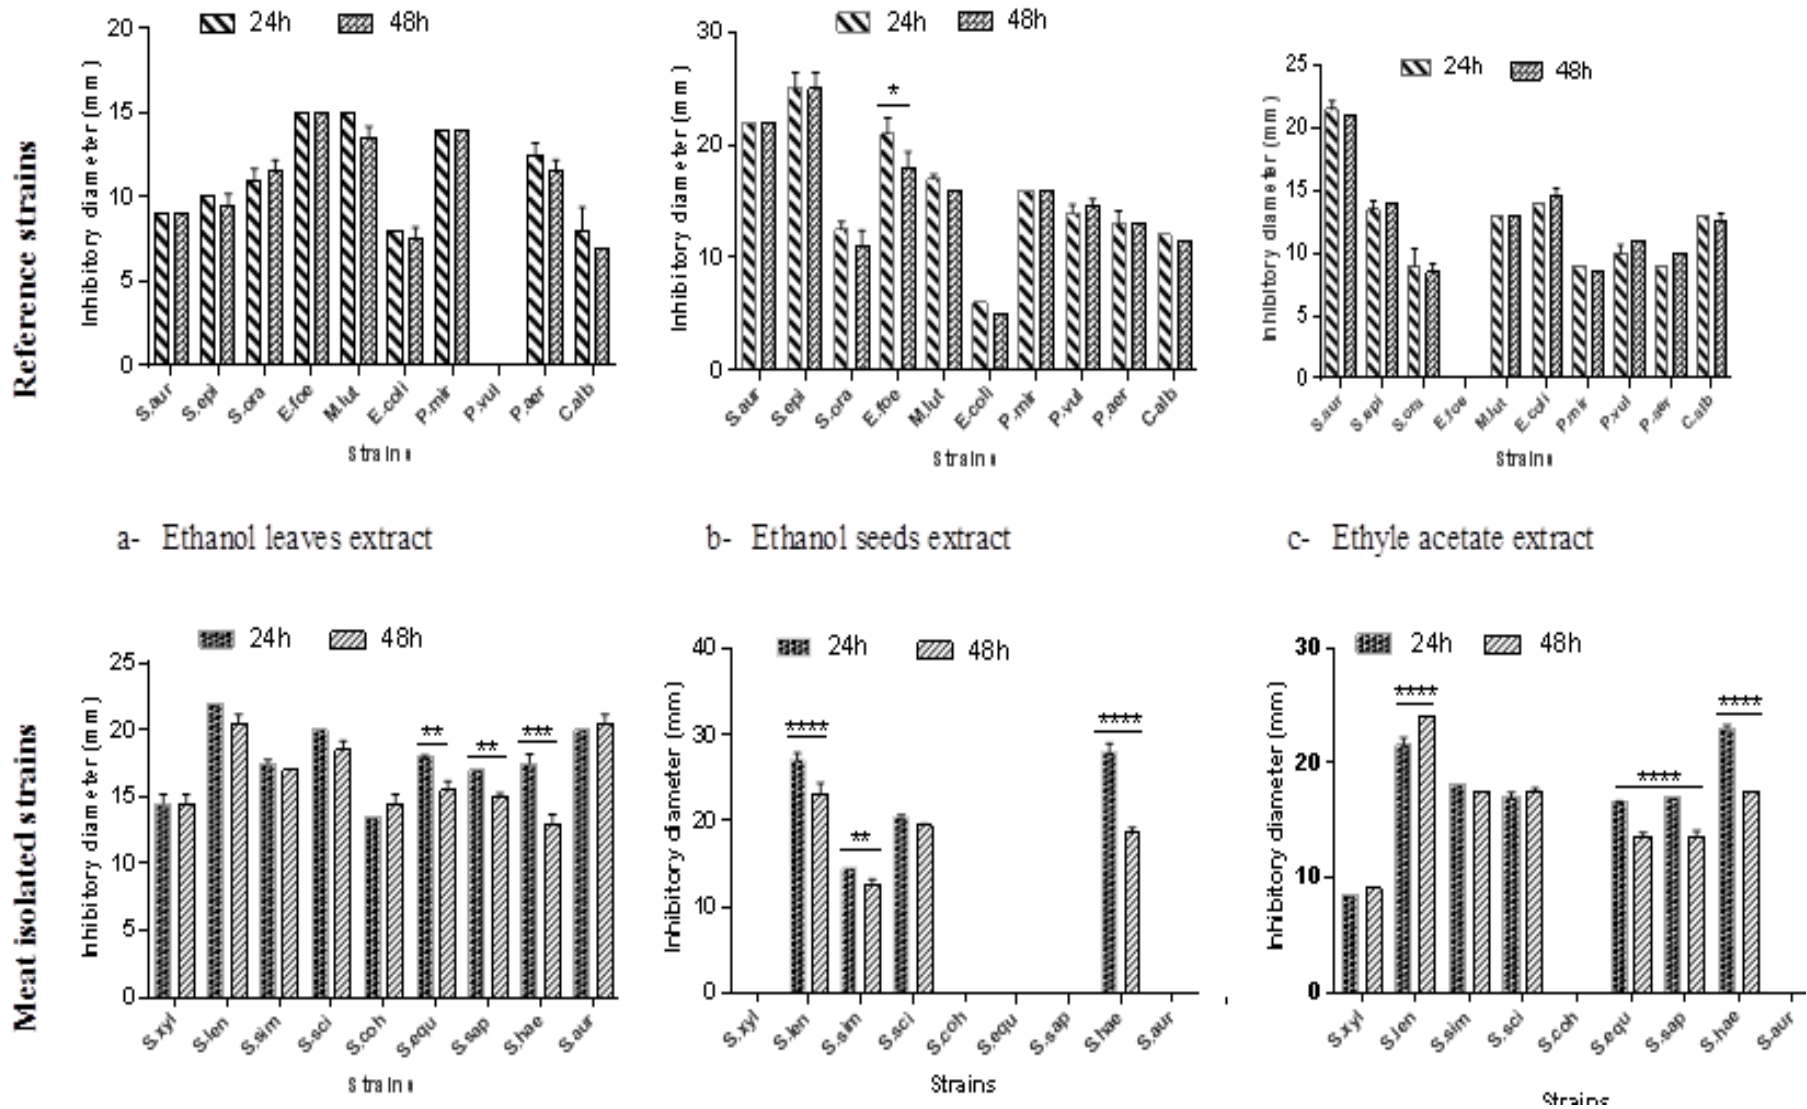 Reference strains
20
15
10
5
0
Inhibitory diameter (mm)
24h
48h
S.aur
S.epi
S.ora
E.foe
M.lut
E.coli
P.mir
P.vul
P.aer
C.alb
Strains
30
20
10
0
Inhibitory diameter (mm)
24h
48h
*
S.aur
S.epi
S.ora
E.foe
M.lut
E.coli
P.mir
P.vul
P.aer
C.alb
Strains
25
20
15
10
5
0
Inhibitory diameter (mm)
24h
48h
S.aur
S.epi
S.ora
E.foe
M.lut
E.coli
P.mir
P.vul
P.aer
C.alb
Strains
a- Ethanol leaves extract
b- Ethanol seeds extract
c- Ethyle acetate extract
Meat isolated strains
25
20
15
10
5
0
Inhibitory diameter (mm)
24h
48h
**
**
***
S.xyl
S.len
S.sim
S.sci
S.coh
S.equ
S.sap
S.hae
S.aur
Strains
40
30
20
10
0
Inhibitory diameter (mm)
24h
48h
****
**
****
S.xyl
S.len
S.sim
S.sci
S.coh
S.equ
S.sap
S.hae
S.aur
Strains
30
20
10
0
Inhibitory diameter (mm)
24h
48h
****
****
****
S.xyl
S.len
S.sim
S.sci
S.coh
S.equ
S.sap
S.hae
S-aur
Strains